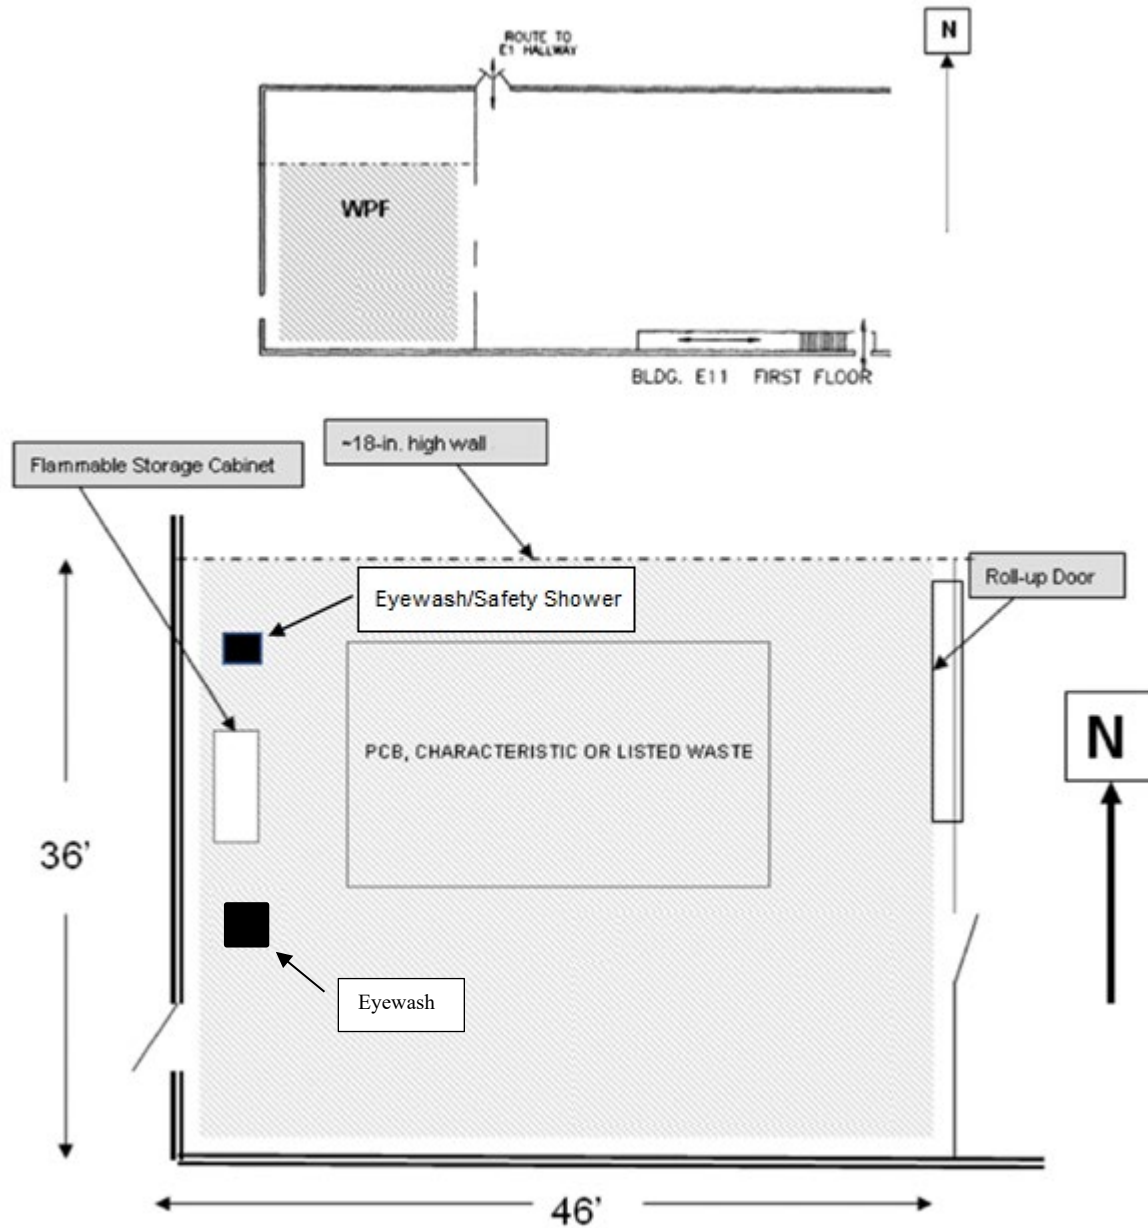 ROUTE TO
E1 HALLWAY
N
WPF
BLDG. E11 FIRST FLOOR
~18-in. high wall
Flammable Storage Cabinet
Roll-up Door
Eyewash/Safety Shower
N
PCB, CHARACTERISTIC OR LISTED WASTE
36’
Eyewash
46’